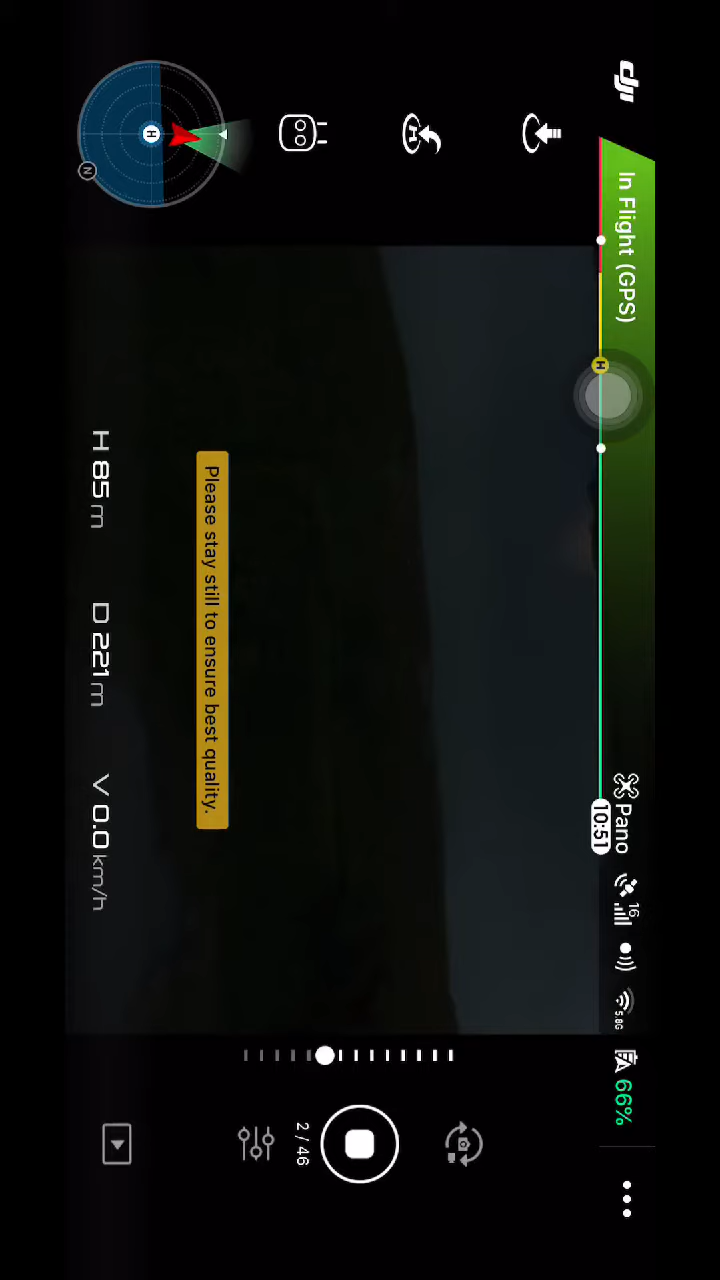 dji
In Flight (GPS)
Pano
16
5.8G
66%
H
10:51
Please stay still to ensure best quality.
2 / 46
H
N
H 85 m
D 221 m
V 0.0 km/h